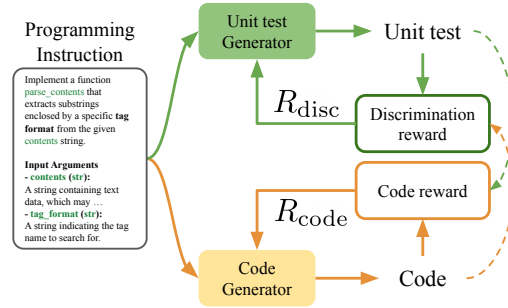 Programming
Instruction
Implement a function
parse_contents that
extracts substrings
enclosed by a specific tag
format from the given
contents string.
Input Arguments
- contents (str):
A string containing text
data, which may …
- tag_format (str):
A string indicating the tag
name to search for.
Unit test
Generator
Unit test
R_disc
Discrimination
reward
Code reward
R_code
Code
Generator
Code